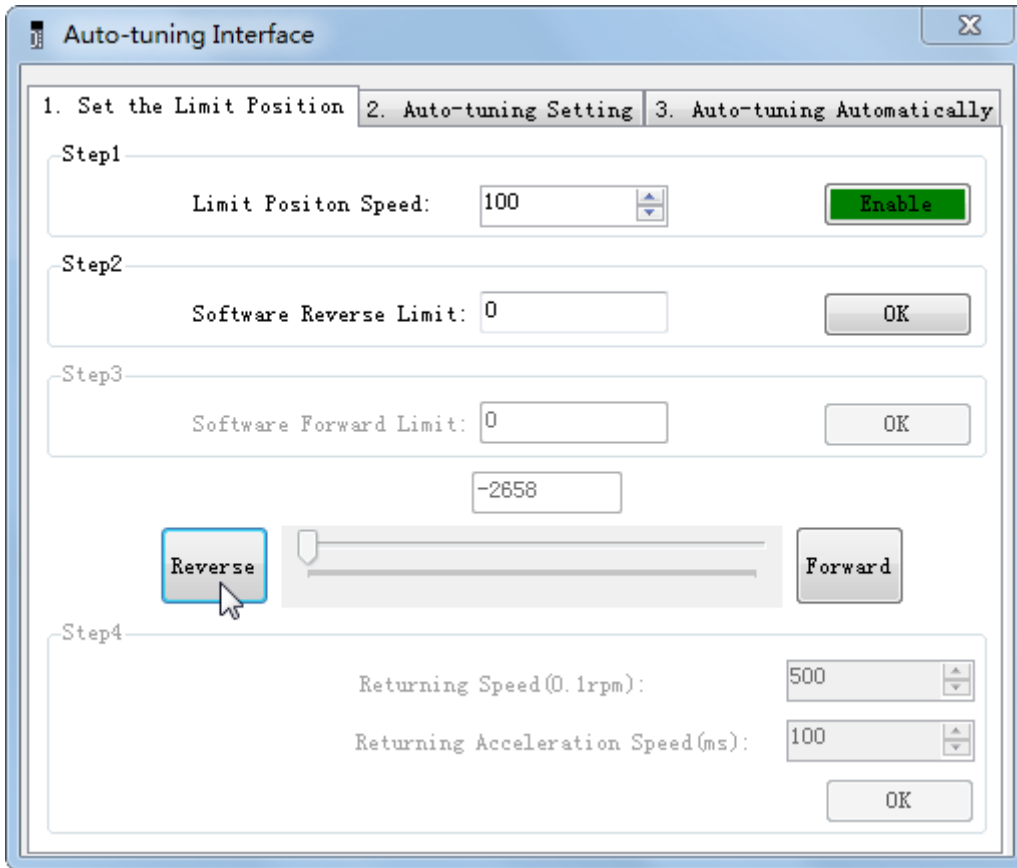 Auto-tuning Interface
1. Set the Limit Position 2. Auto-tuning Setting 3. Auto-tuning Automatically
Step1
Limit Positon Speed: 100 Enable
Step2
Software Reverse Limit: 0 OK
Step3
Software Forward Limit: 0 OK
-2658
Reverse Forward
Step4
Returning Speed(0.1rpm): 500
Returning Acceleration Speed(ms): 100
OK